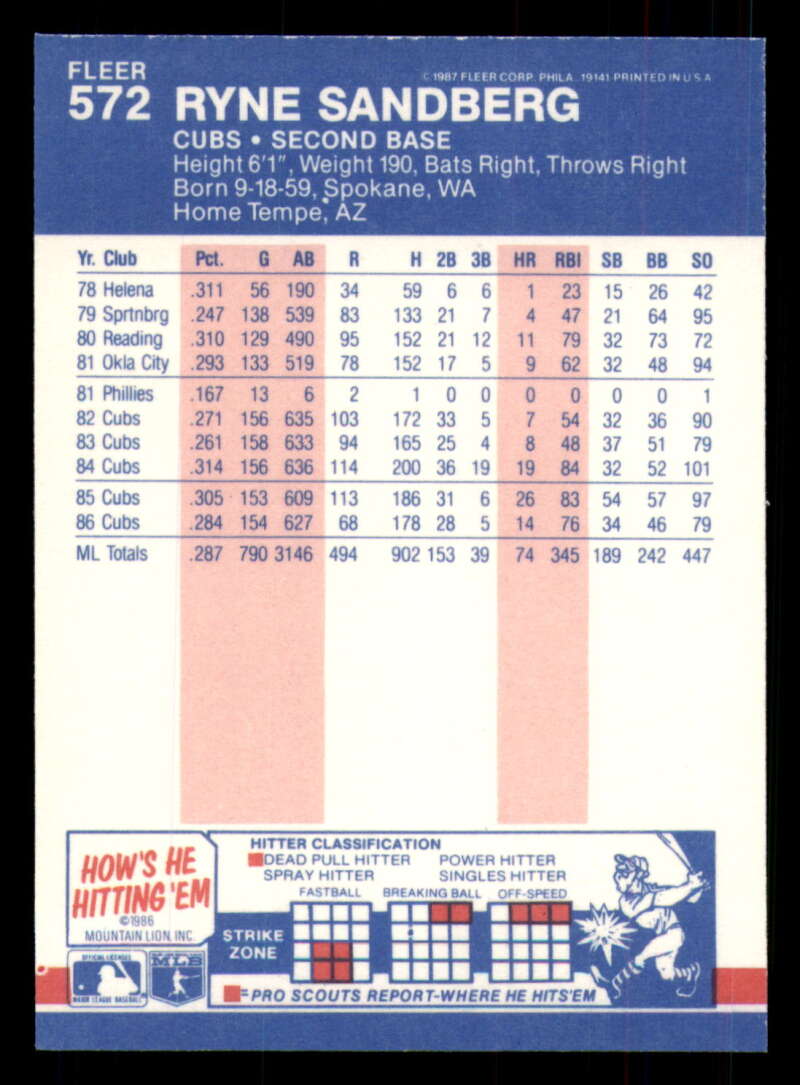 FLEER
© 1987 FLEER CORP. PHILA. 19141 PRINTED IN U S A
572 RYNE SANDBERG
CUBS • SECOND BASE
Height 6'1", Weight 190, Bats Right, Throws Right
Born 9-18-59, Spokane, WA
Home Tempe, AZ
Yr. Club Pct. G AB R H 2B 3B HR RBI SB BB SO
78 Helena .311 56 190 34 59 6 6 1 23 15 26 42
79 Sprtnbrg .247 138 539 83 133 21 7 4 47 21 64 95
80 Reading .310 129 490 95 152 21 12 11 79 32 73 72
81 Okla City .293 133 519 78 152 17 5 9 62 32 48 94
81 Phillies .167 13 6 2 1 0 0 0 0 0 0 1
82 Cubs .271 156 635 103 172 33 5 7 54 32 36 90
83 Cubs .261 158 633 94 165 25 4 8 48 37 51 79
84 Cubs .314 156 636 114 200 36 19 19 84 32 52 101
85 Cubs .305 153 609 113 186 31 6 26 83 54 57 97
86 Cubs .284 154 627 68 178 28 5 14 76 34 46 79
ML Totals .287 790 3146 494 902 153 39 74 345 189 242 447
HOW'S HE
HITTING 'EM
©1986
MOUNTAIN LION, INC.
HITTER CLASSIFICATION
DEAD PULL HITTER POWER HITTER
SPRAY HITTER SINGLES HITTER
FASTBALL BREAKING BALL OFF-SPEED
STRIKE
ZONE
=PRO SCOUTS REPORT-WHERE HE HITS'EM
OFFICIAL LICENSEE
MAJOR LEAGUE BASEBALL
MLB